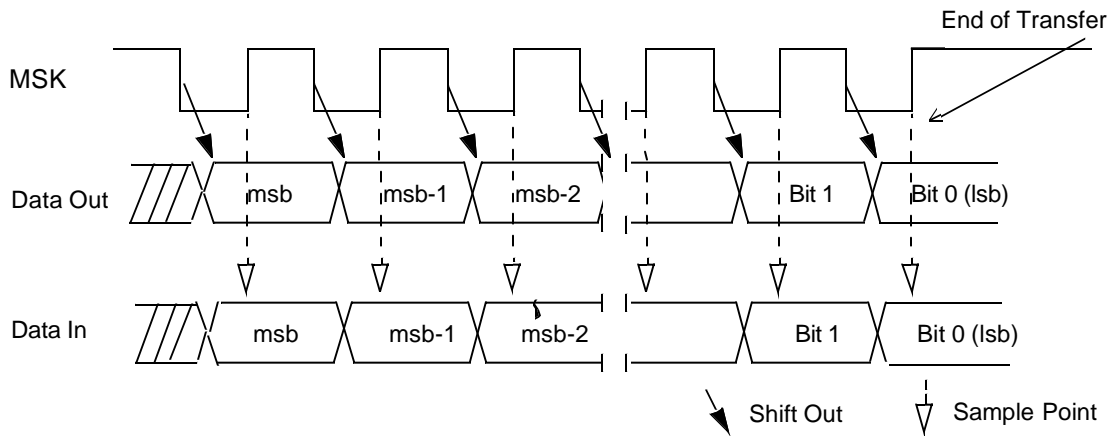 End of Transfer
MSK
Data Out
msb
msb-1
msb-2
Bit 1
Bit 0 (lsb)
Data In
msb
msb-1
msb-2
Bit 1
Bit 0 (lsb)
Shift Out
Sample Point